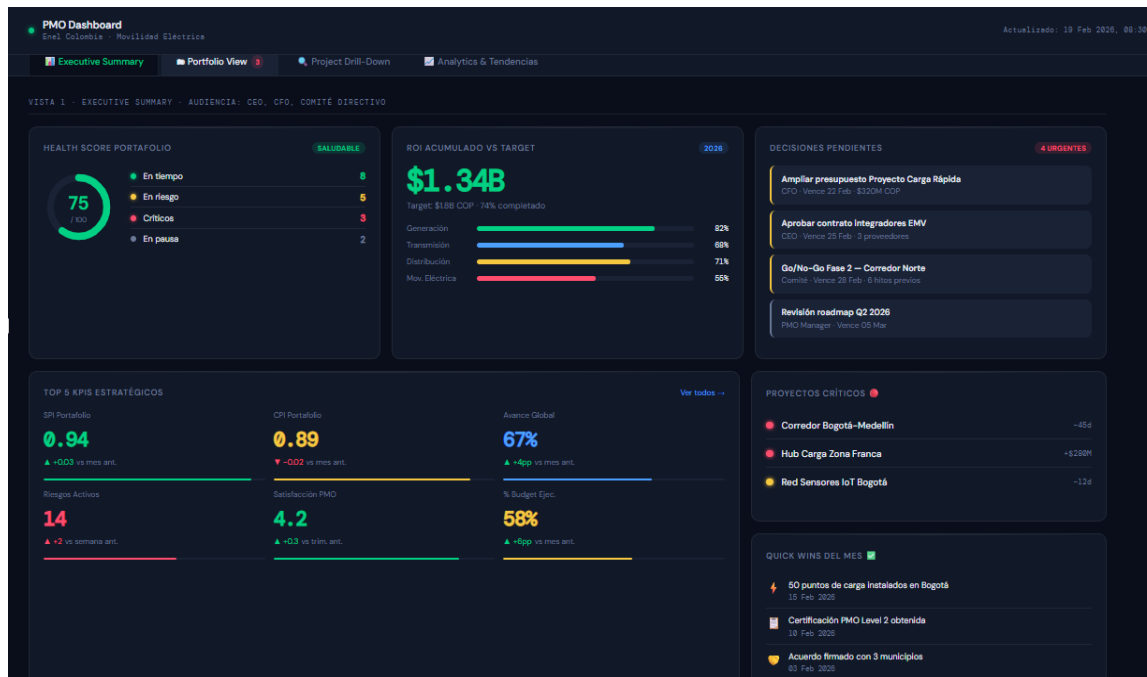 PMO Dashboard
Enel Colombia · Movilidad Eléctrica
Actualizado: 19 Feb 2026, 08:30
Executive Summary
Portfolio View 3
Project Drill-Down
Analytics & Tendencias
VISTA 1 · EXECUTIVE SUMMARY · AUDIENCIA: CEO, CFO, COMITÉ DIRECTIVO
HEALTH SCORE PORTAFOLIO
SALUDABLE
75
/ 100
En tiempo 8
En riesgo 5
Críticos 3
En pausa 2
ROI ACUMULADO VS TARGET
2026
$1.34B
Target: $1.8B COP · 74% completado
Generación 82%
Transmisión 68%
Distribución 71%
Mov. Eléctrica 55%
DECISIONES PENDIENTES
4 URGENTES
Ampliar presupuesto Proyecto Carga Rápida
CFO · Vence 22 Feb · $320M COP
Aprobar contrato Integradores EMV
CEO · Vence 25 Feb · 3 proveedores
Go/No-Go Fase 2 — Corredor Norte
Comité · Vence 28 Feb · 6 hitos previos
Revisión roadmap Q2 2026
PMO Manager · Vence 05 Mar
TOP 5 KPIS ESTRATÉGICOS
Ver todos →
SPI Portafolio
0.94
▲ +0.03 vs mes ant.
CPI Portafolio
0.89
▼ -0.02 vs mes ant.
Avance Global
67%
▲ +4pp vs mes ant.
Riesgos Activos
14
▲ +2 vs semana ant.
Satisfacción PMO
4.2
▲ +0.3 vs trim. ant.
% Budget Ejec.
58%
▲ +6pp vs mes ant.
PROYECTOS CRÍTICOS
Corredor Bogotá-Medellín -45d
Hub Carga Zona Franca -$280M
Red Sensores IoT Bogotá -12d
QUICK WINS DEL MES
50 puntos de carga instalados en Bogotá
15 Feb 2026
Certificación PMO Level 2 obtenida
10 Feb 2026
Acuerdo firmado con 3 municipios
03 Feb 2026